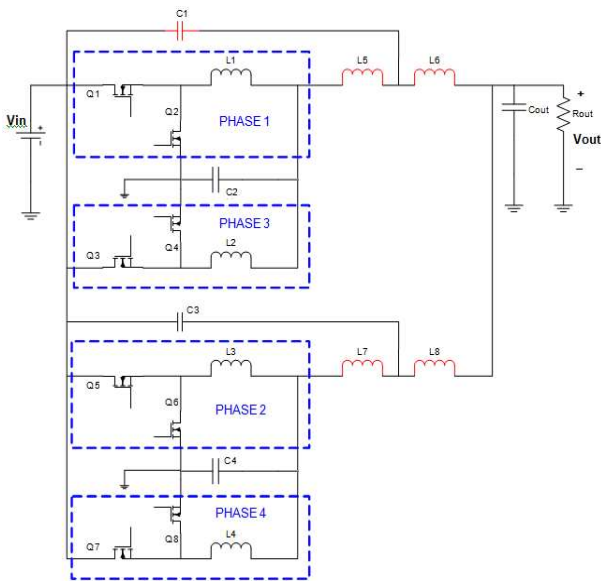 C1
L1
L5
L6
Q1
Q2
PHASE 1
Vin
+
-
Cout
+
Rout
Vout
–
C2
PHASE 3
Q3
Q4
L2
C3
L3
L7
L8
Q5
Q6
PHASE 2
C4
PHASE 4
Q7
Q8
L4